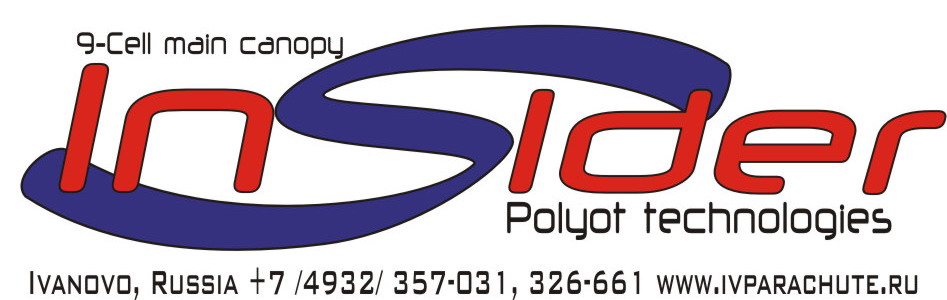 9-Cell main canopy
InSIder
Polyot technologies
Ivanovo, Russia +7 /4932/ 357-031, 326-661 www.ivparachute.ru